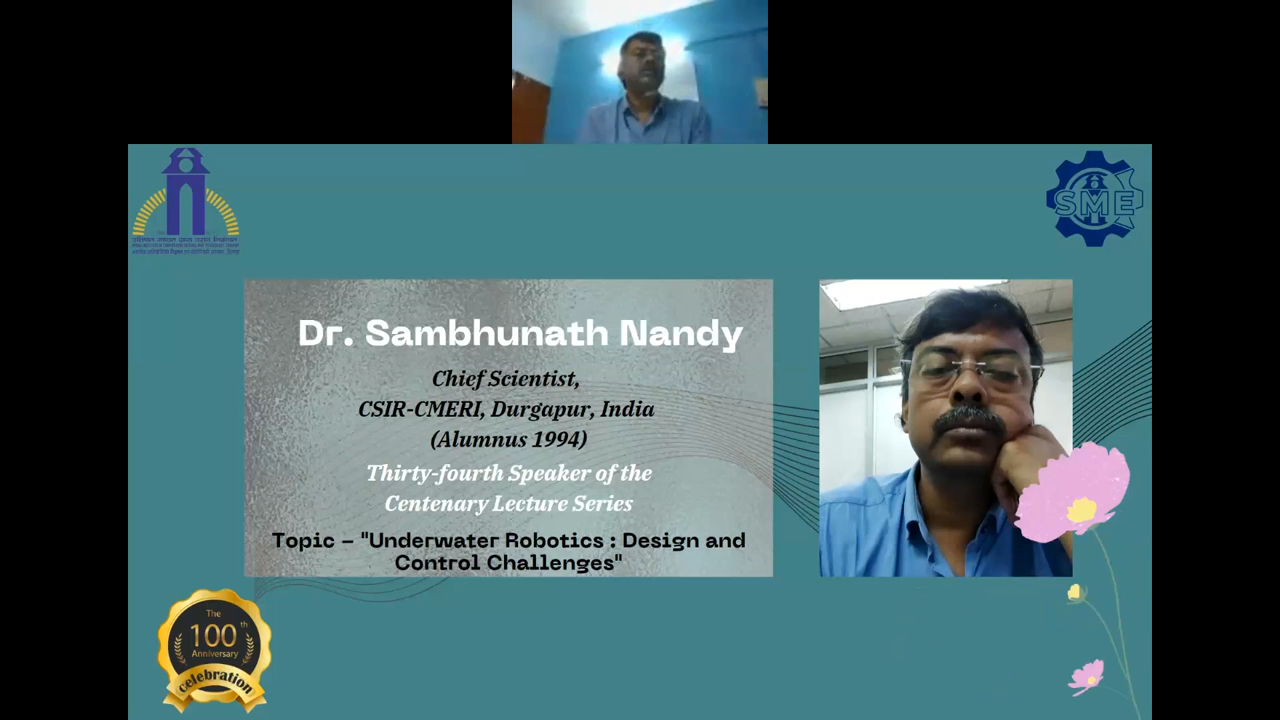 SME
Dr. Sambhunath Nandy
Chief Scientist,
CSIR-CMERI, Durgapur, India
(Alumnus 1994)
Thirty-fourth Speaker of the
Centenary Lecture Series
Topic - "Underwater Robotics : Design and
Control Challenges"
The
100th
Anniversary
celebration